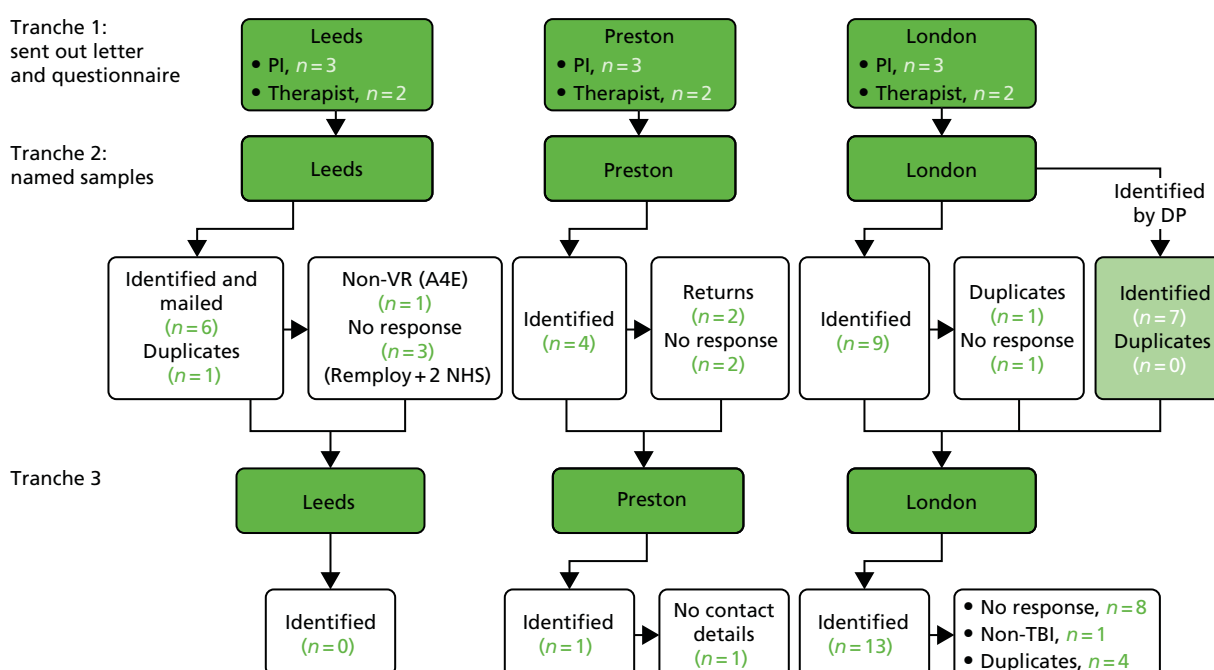 Tranche 1:
sent out letter
and questionnaire
Leeds
• PI, n=3
• Therapist, n=2
Preston
• PI, n=3
• Therapist, n=2
London
• PI, n=3
• Therapist, n=2
Tranche 2:
named samples
Leeds
Preston
London
Identified
by DP
Identified and
mailed
(n=6)
Duplicates
(n=1)
Non-VR (A4E)
(n=1)
No response
(n=3)
(Remploy+2 NHS)
Identified
(n=4)
Returns
(n=2)
No response
(n=2)
Identified
(n=9)
Duplicates
(n=1)
No response
(n=1)
Identified
(n=7)
Duplicates
(n=0)
Tranche 3
Leeds
Preston
London
Identified
(n=0)
Identified
(n=1)
No contact
details
(n=1)
Identified
(n=13)
• No response, n=8
• Non-TBI, n=1
• Duplicates, n=4